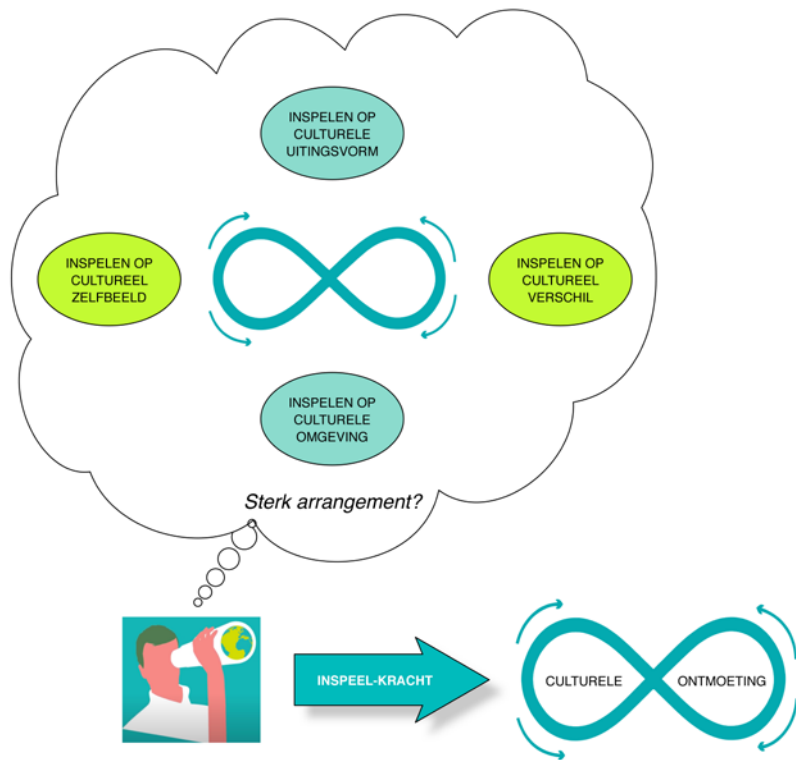 INSPELEN OP
CULTURELE
UITINGSVORM
INSPELEN OP
CULTUREEL
ZELFBEELD
INSPELEN OP
CULTUREEL
VERSCHIL
INSPELEN OP
CULTURELE
OMGEVING
Sterk arrangement?
INSPEEL-KRACHT
CULTURELE
ONTMOETING